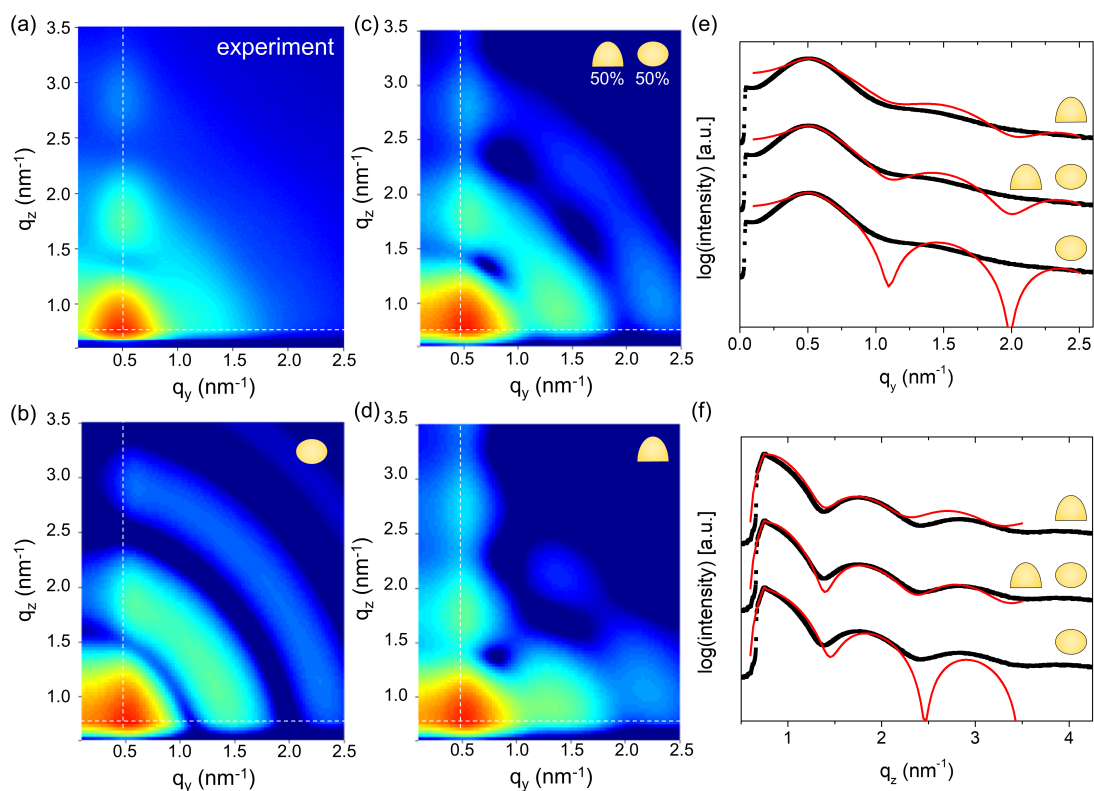 (a)
experiment
3.5
3.0
2.5
2.0
1.5
1.0
q_z (nm⁻¹)
0.5 1.0 1.5 2.0 2.5
q_y (nm⁻¹)
(c)
50% 50%
3.5
3.0
2.5
2.0
1.5
1.0
q_z (nm⁻¹)
0.5 1.0 1.5 2.0 2.5
q_y (nm⁻¹)
(e)
log(intensity) [a.u.]
0.0 0.5 1.0 1.5 2.0 2.5
q_y (nm⁻¹)
(b)
3.5
3.0
2.5
2.0
1.5
1.0
q_z (nm⁻¹)
0.5 1.0 1.5 2.0 2.5
q_y (nm⁻¹)
(d)
3.5
3.0
2.5
2.0
1.5
1.0
q_z (nm⁻¹)
0.5 1.0 1.5 2.0 2.5
q_y (nm⁻¹)
(f)
log(intensity) [a.u.]
1 2 3 4
q_z (nm⁻¹)